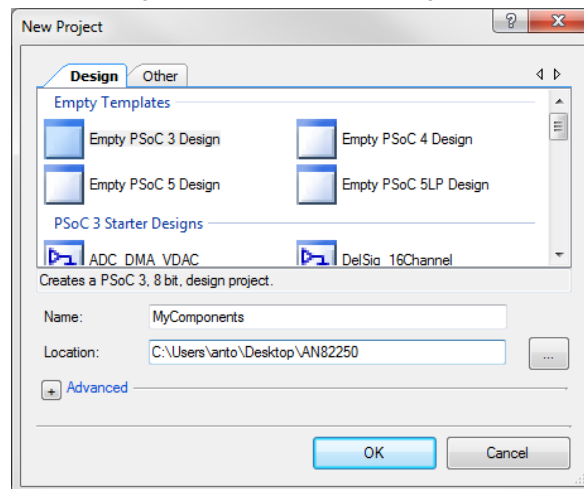 New Project
Design Other
Empty Templates
Empty PSoC 3 Design Empty PSoC 4 Design
Empty PSoC 5 Design Empty PSoC 5LP Design
PSoC 3 Starter Designs
ADC_DMA_VDAC DelSig_16Channel
Creates a PSoC 3, 8 bit, design project.
Name: MyComponents
Location: C:\Users\anto\Desktop\AN82250 ...
+ Advanced
OK Cancel